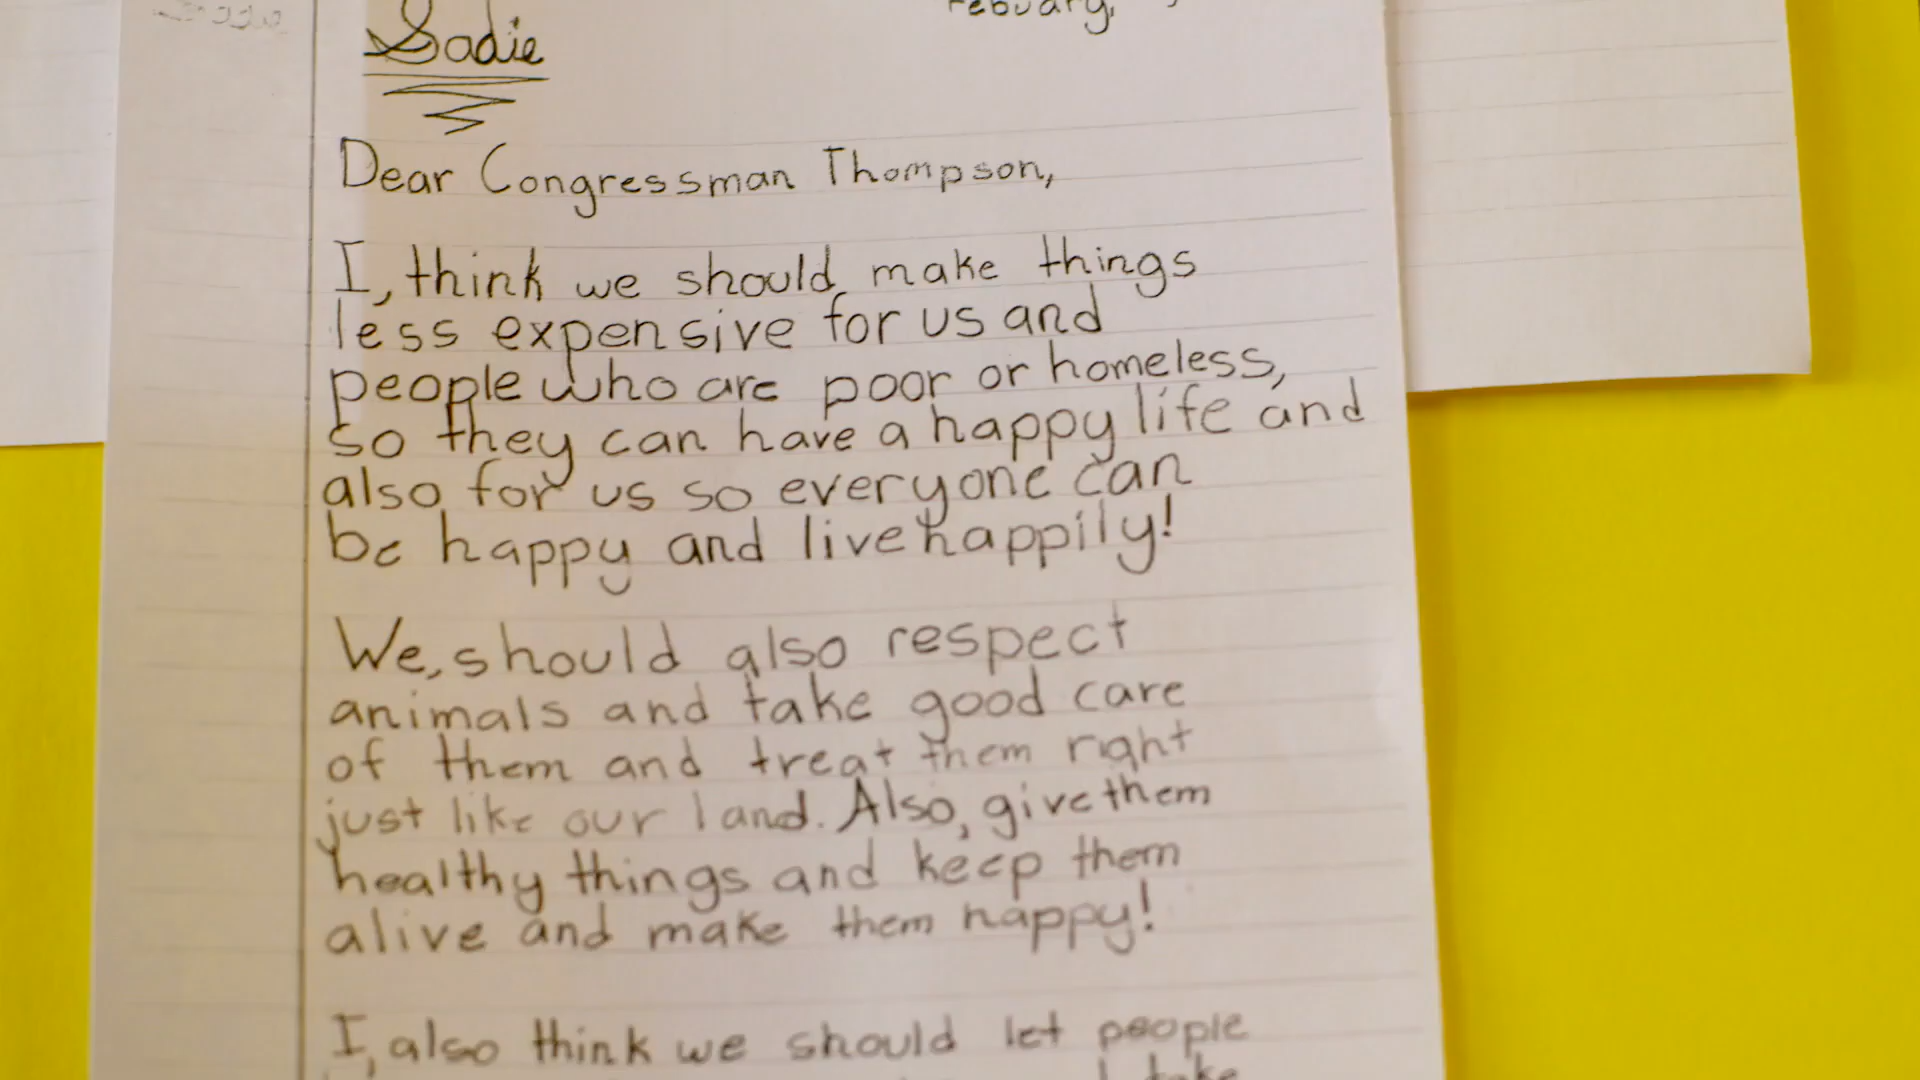 Sadie
Febuary,
Dear Congressman Thompson,
I, think we should make things
less expensive for us and
people who are poor or homeless,
so they can have a happy life and
also for us so everyone can
be happy and live happily!
We, should also respect
animals and take good care
of them and treat them right
just like our land. Also, give them
healthy things and keep them
alive and make them happy!
I, also think we should let people
take